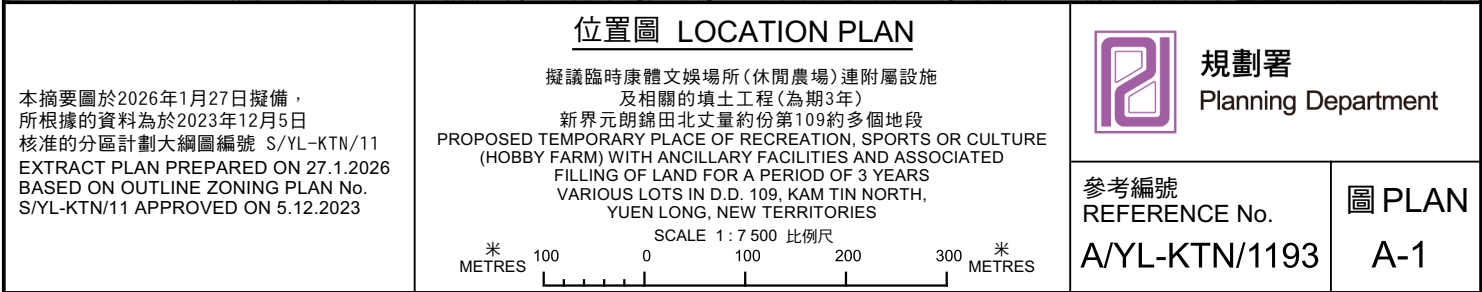 本摘要圖於2026年1月27日擬備，
所根據的資料為於2023年12月5日
核准的分區計劃大綱圖編號 S/YL-KTN/11
EXTRACT PLAN PREPARED ON 27.1.2026
BASED ON OUTLINE ZONING PLAN No.
S/YL-KTN/11 APPROVED ON 5.12.2023
位置圖 LOCATION PLAN
擬議臨時康體文娛場所(休閒農場)連附屬設施
及相關的填土工程(為期3年)
新界元朗錦田北丈量約份第109約多個地段
PROPOSED TEMPORARY PLACE OF RECREATION, SPORTS OR CULTURE
(HOBBY FARM) WITH ANCILLARY FACILITIES AND ASSOCIATED
FILLING OF LAND FOR A PERIOD OF 3 YEARS
VARIOUS LOTS IN D.D. 109, KAM TIN NORTH,
YUEN LONG, NEW TERRITORIES
SCALE 1 : 7 500 比例尺
米 METRES 100 0 100 200 300 米 METRES
規劃署
Planning Department
參考編號
REFERENCE No.
A/YL-KTN/1193
圖 PLAN
A-1